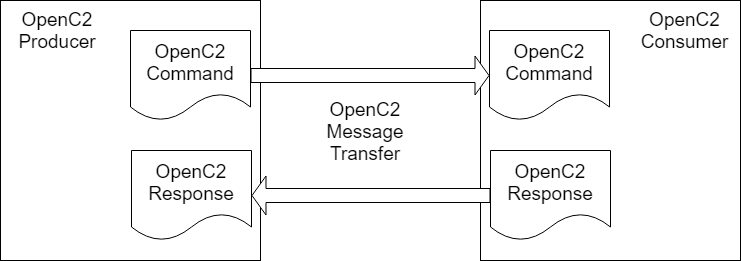 OpenC2
Producer
OpenC2
Command
OpenC2
Response
OpenC2
Message
Transfer
OpenC2
Consumer
OpenC2
Command
OpenC2
Response